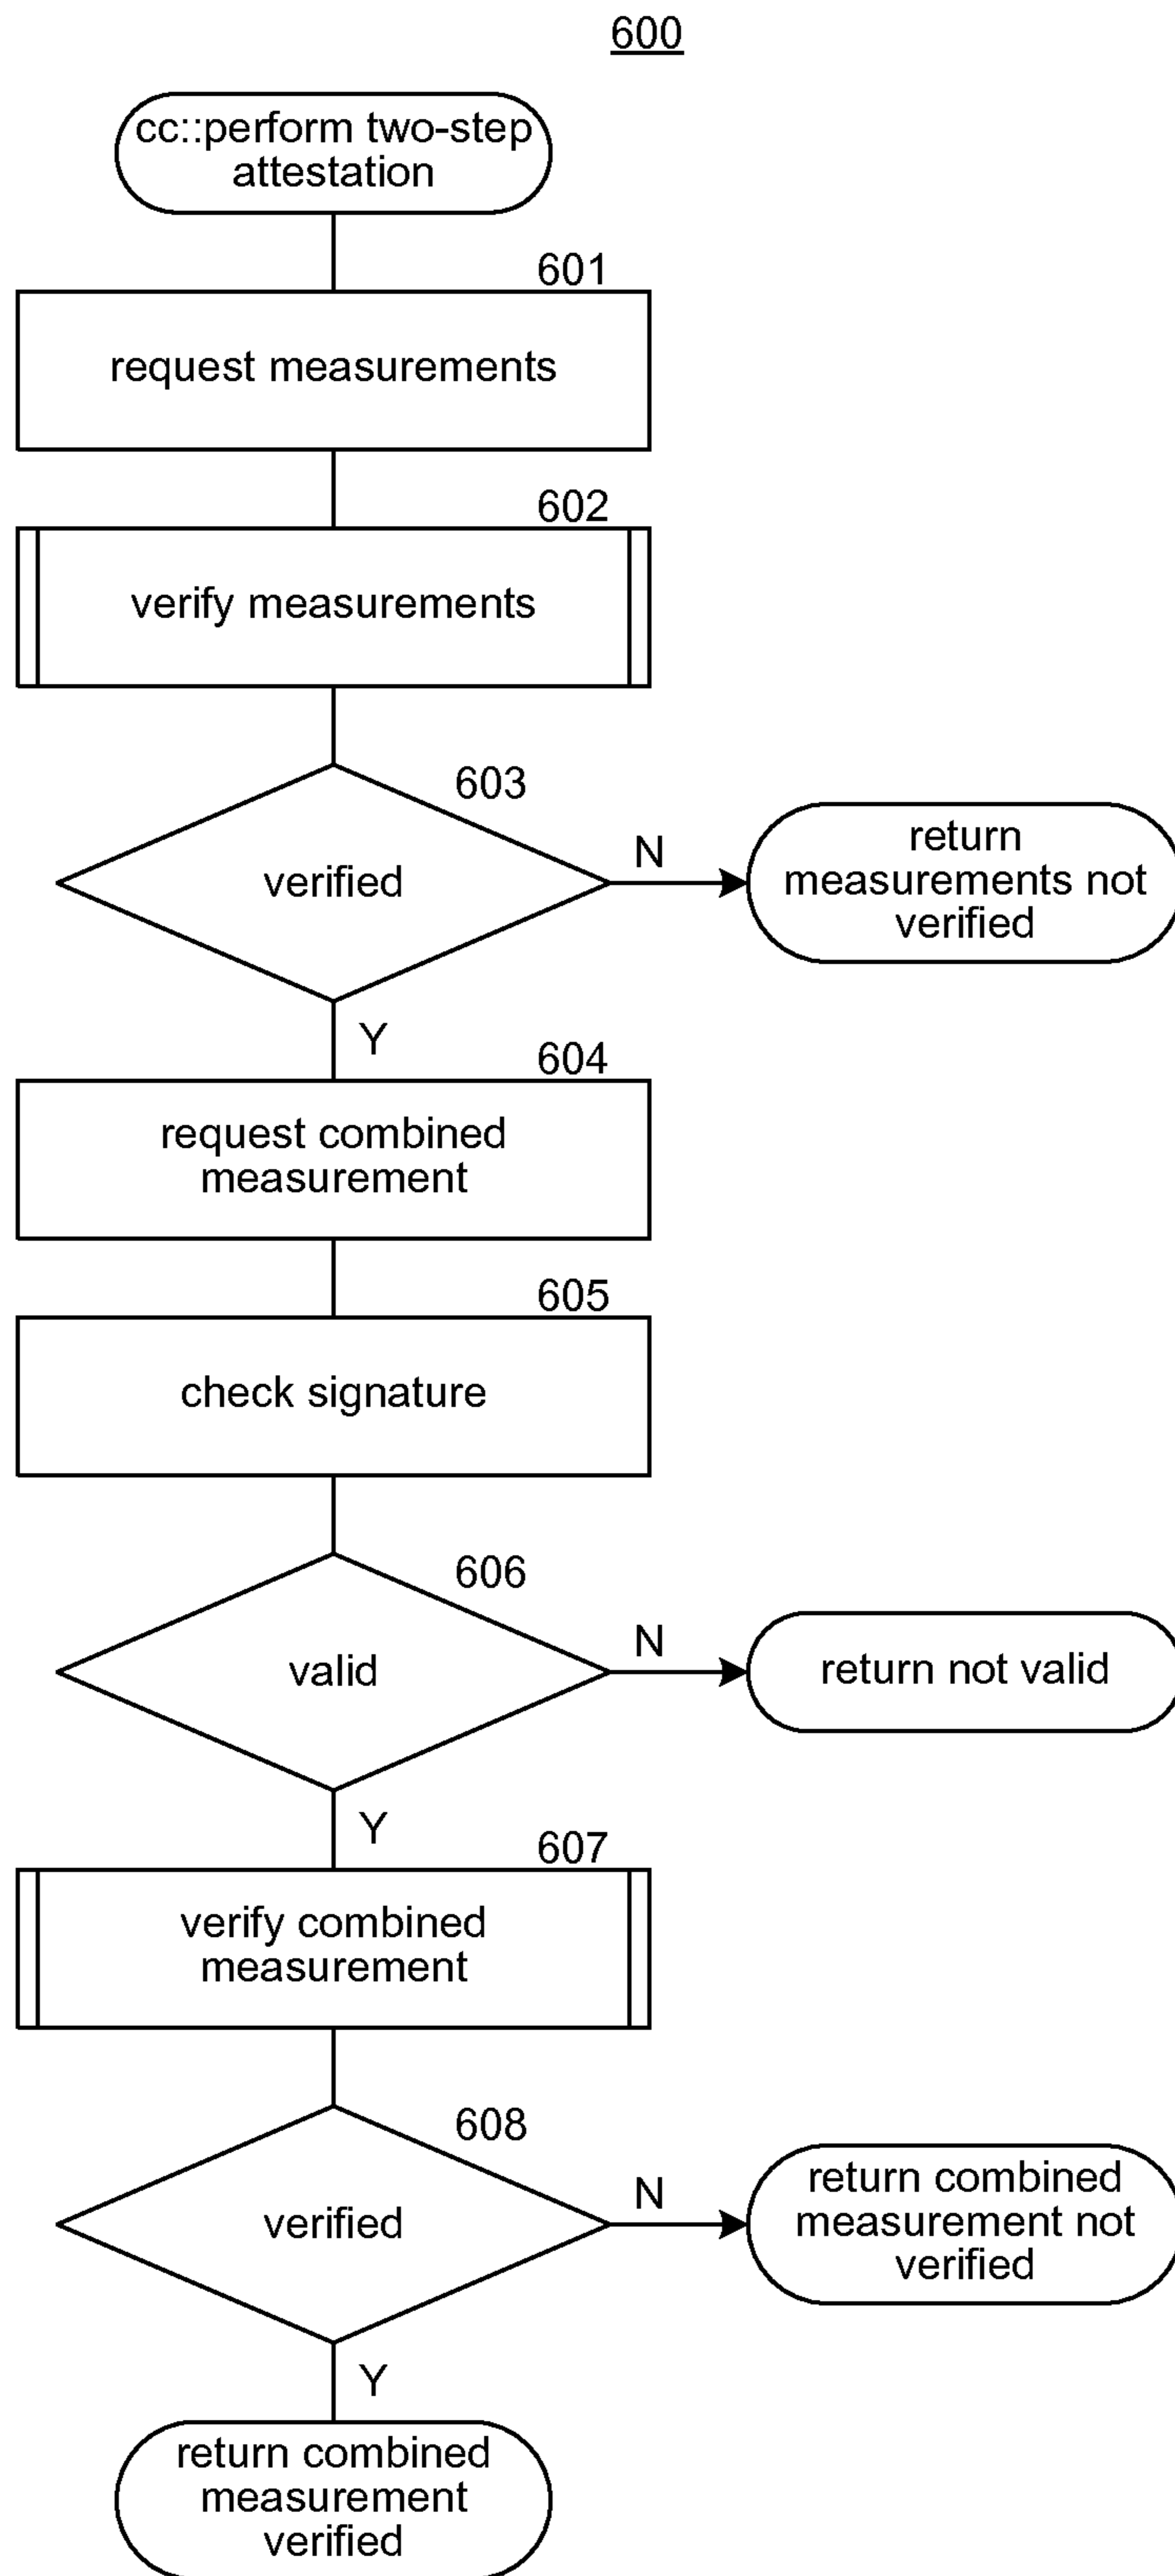 600
cc::perform two-step
attestation
601
request measurements
602
verify measurements
603
verified
N
return
measurements not
verified
Y
604
request combined
measurement
605
check signature
606
valid
N
return not valid
Y
607
verify combined
measurement
608
verified
N
return combined
measurement not
verified
Y
return combined
measurement
verified